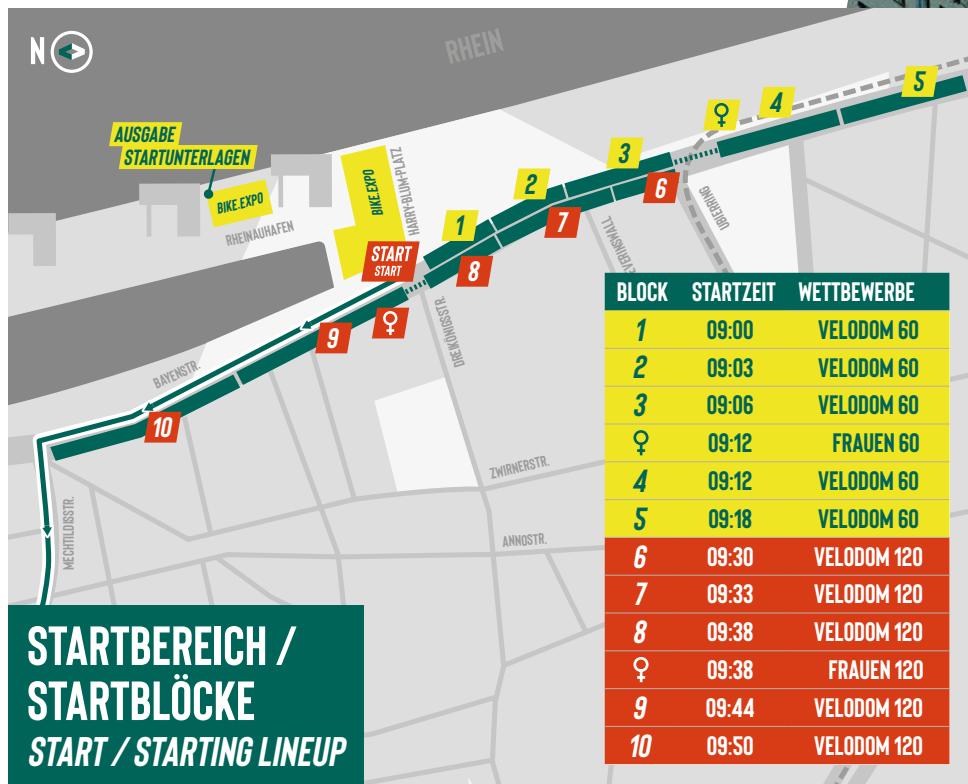 N
RHEIN
5
4
♀
3
6
2
7
1
8
AUSGABE
STARTUNTERLAGEN
BIKE.EXPO
BIKE.EXPO
HARRY-BLUM-PLATZ
RHEINAUHAFEN
UBIERRING
START
START
♀
9
10
BAYENSTR.
DREIKÖNIGSTR.
ZWIRNERSTR.
ANNOSTR.
MECHTILDISSTR.
BLOCK STARTZEIT WETTBEWERBE
1 09:00 VELODOM 60
2 09:03 VELODOM 60
3 09:06 VELODOM 60
♀ 09:12 FRAUEN 60
4 09:12 VELODOM 60
5 09:18 VELODOM 60
6 09:30 VELODOM 120
7 09:33 VELODOM 120
8 09:38 VELODOM 120
♀ 09:38 FRAUEN 120
9 09:44 VELODOM 120
10 09:50 VELODOM 120
STARTBEREICH /
STARTBLÖCKE
START / STARTING LINEUP